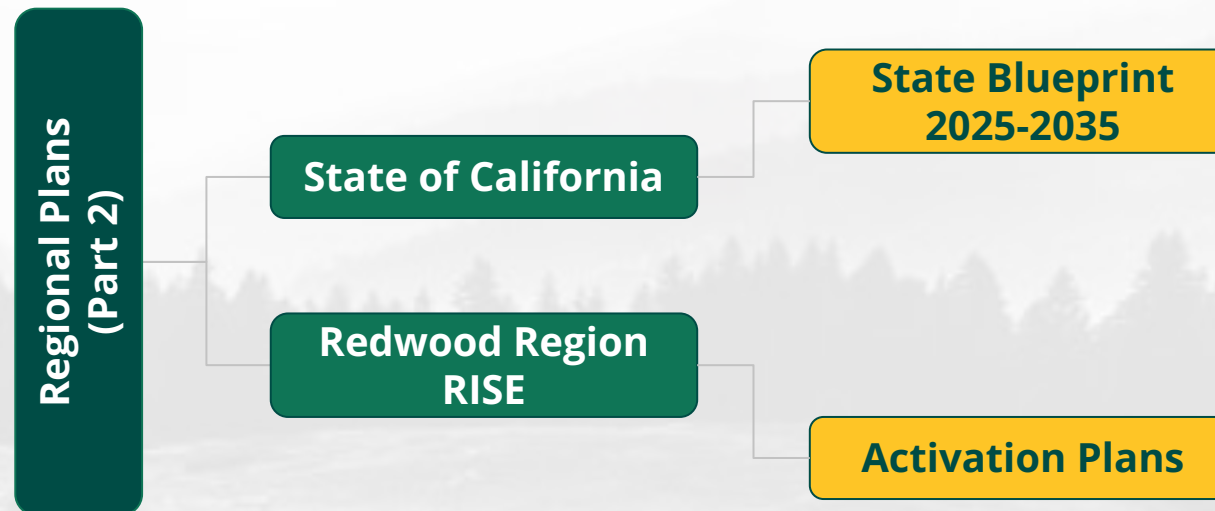 Regional Plans
(Part 2)
State of California
State Blueprint
2025-2035
Redwood Region
RISE
Activation Plans